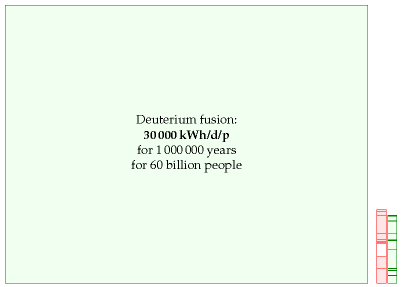 Deuterium fusion:
30 000 kWh/d/p
for 1 000 000 years
for 60 billion people